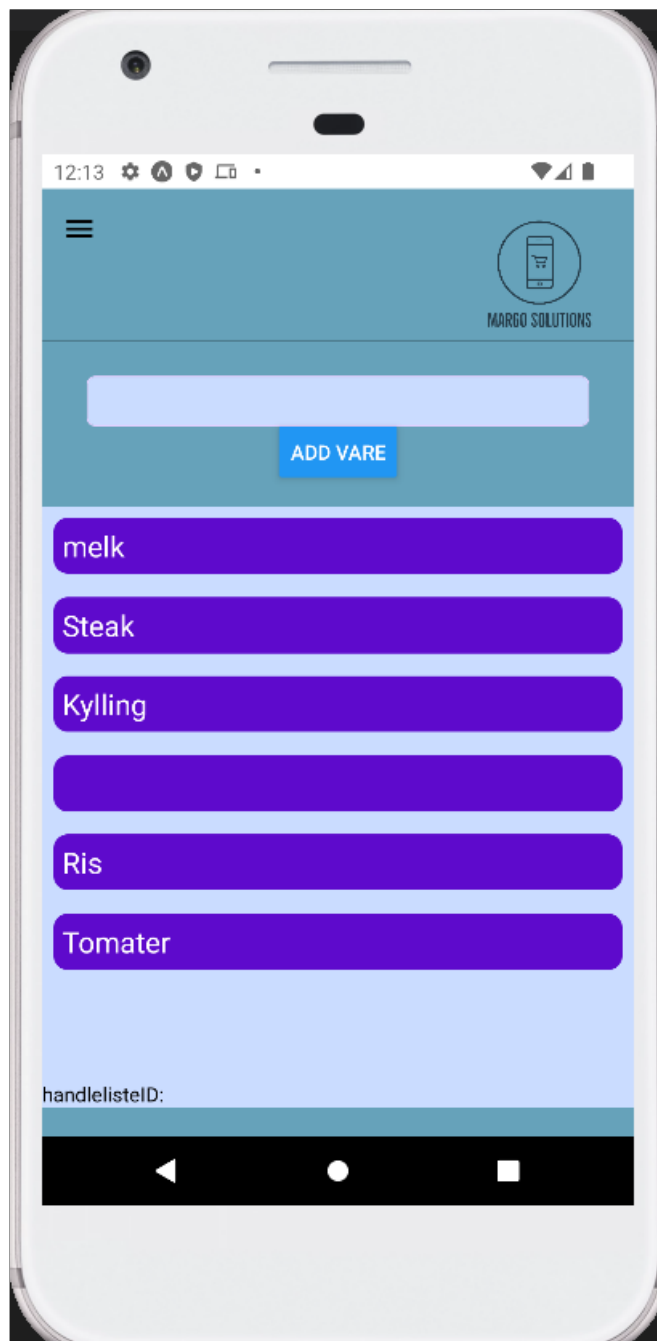 12:13
MARGO SOLUTIONS
ADD VARE
melk
Steak
Kylling
Ris
Tomater
handlelisteID: